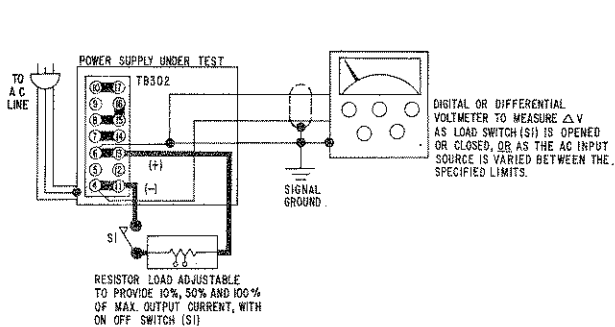 POWER SUPPLY UNDER TEST
TO
AC
LINE
TB302
10 17
9 16
8 15
7 14
6 13
5 12
4 11
(+)
(-)
S1
SIGNAL
GROUND
DIGITAL OR DIFFERENTIAL
VOLTMETER TO MEASURE △V
AS LOAD SWITCH (S1) IS OPENED
OR CLOSED, OR AS THE AC INPUT
SOURCE IS VARIED BETWEEN THE
SPECIFIED LIMITS.
RESISTOR LOAD ADJUSTABLE
TO PROVIDE 10%, 50% AND 100%
OF MAX. OUTPUT CURRENT, WITH
ON OFF SWITCH (S1)